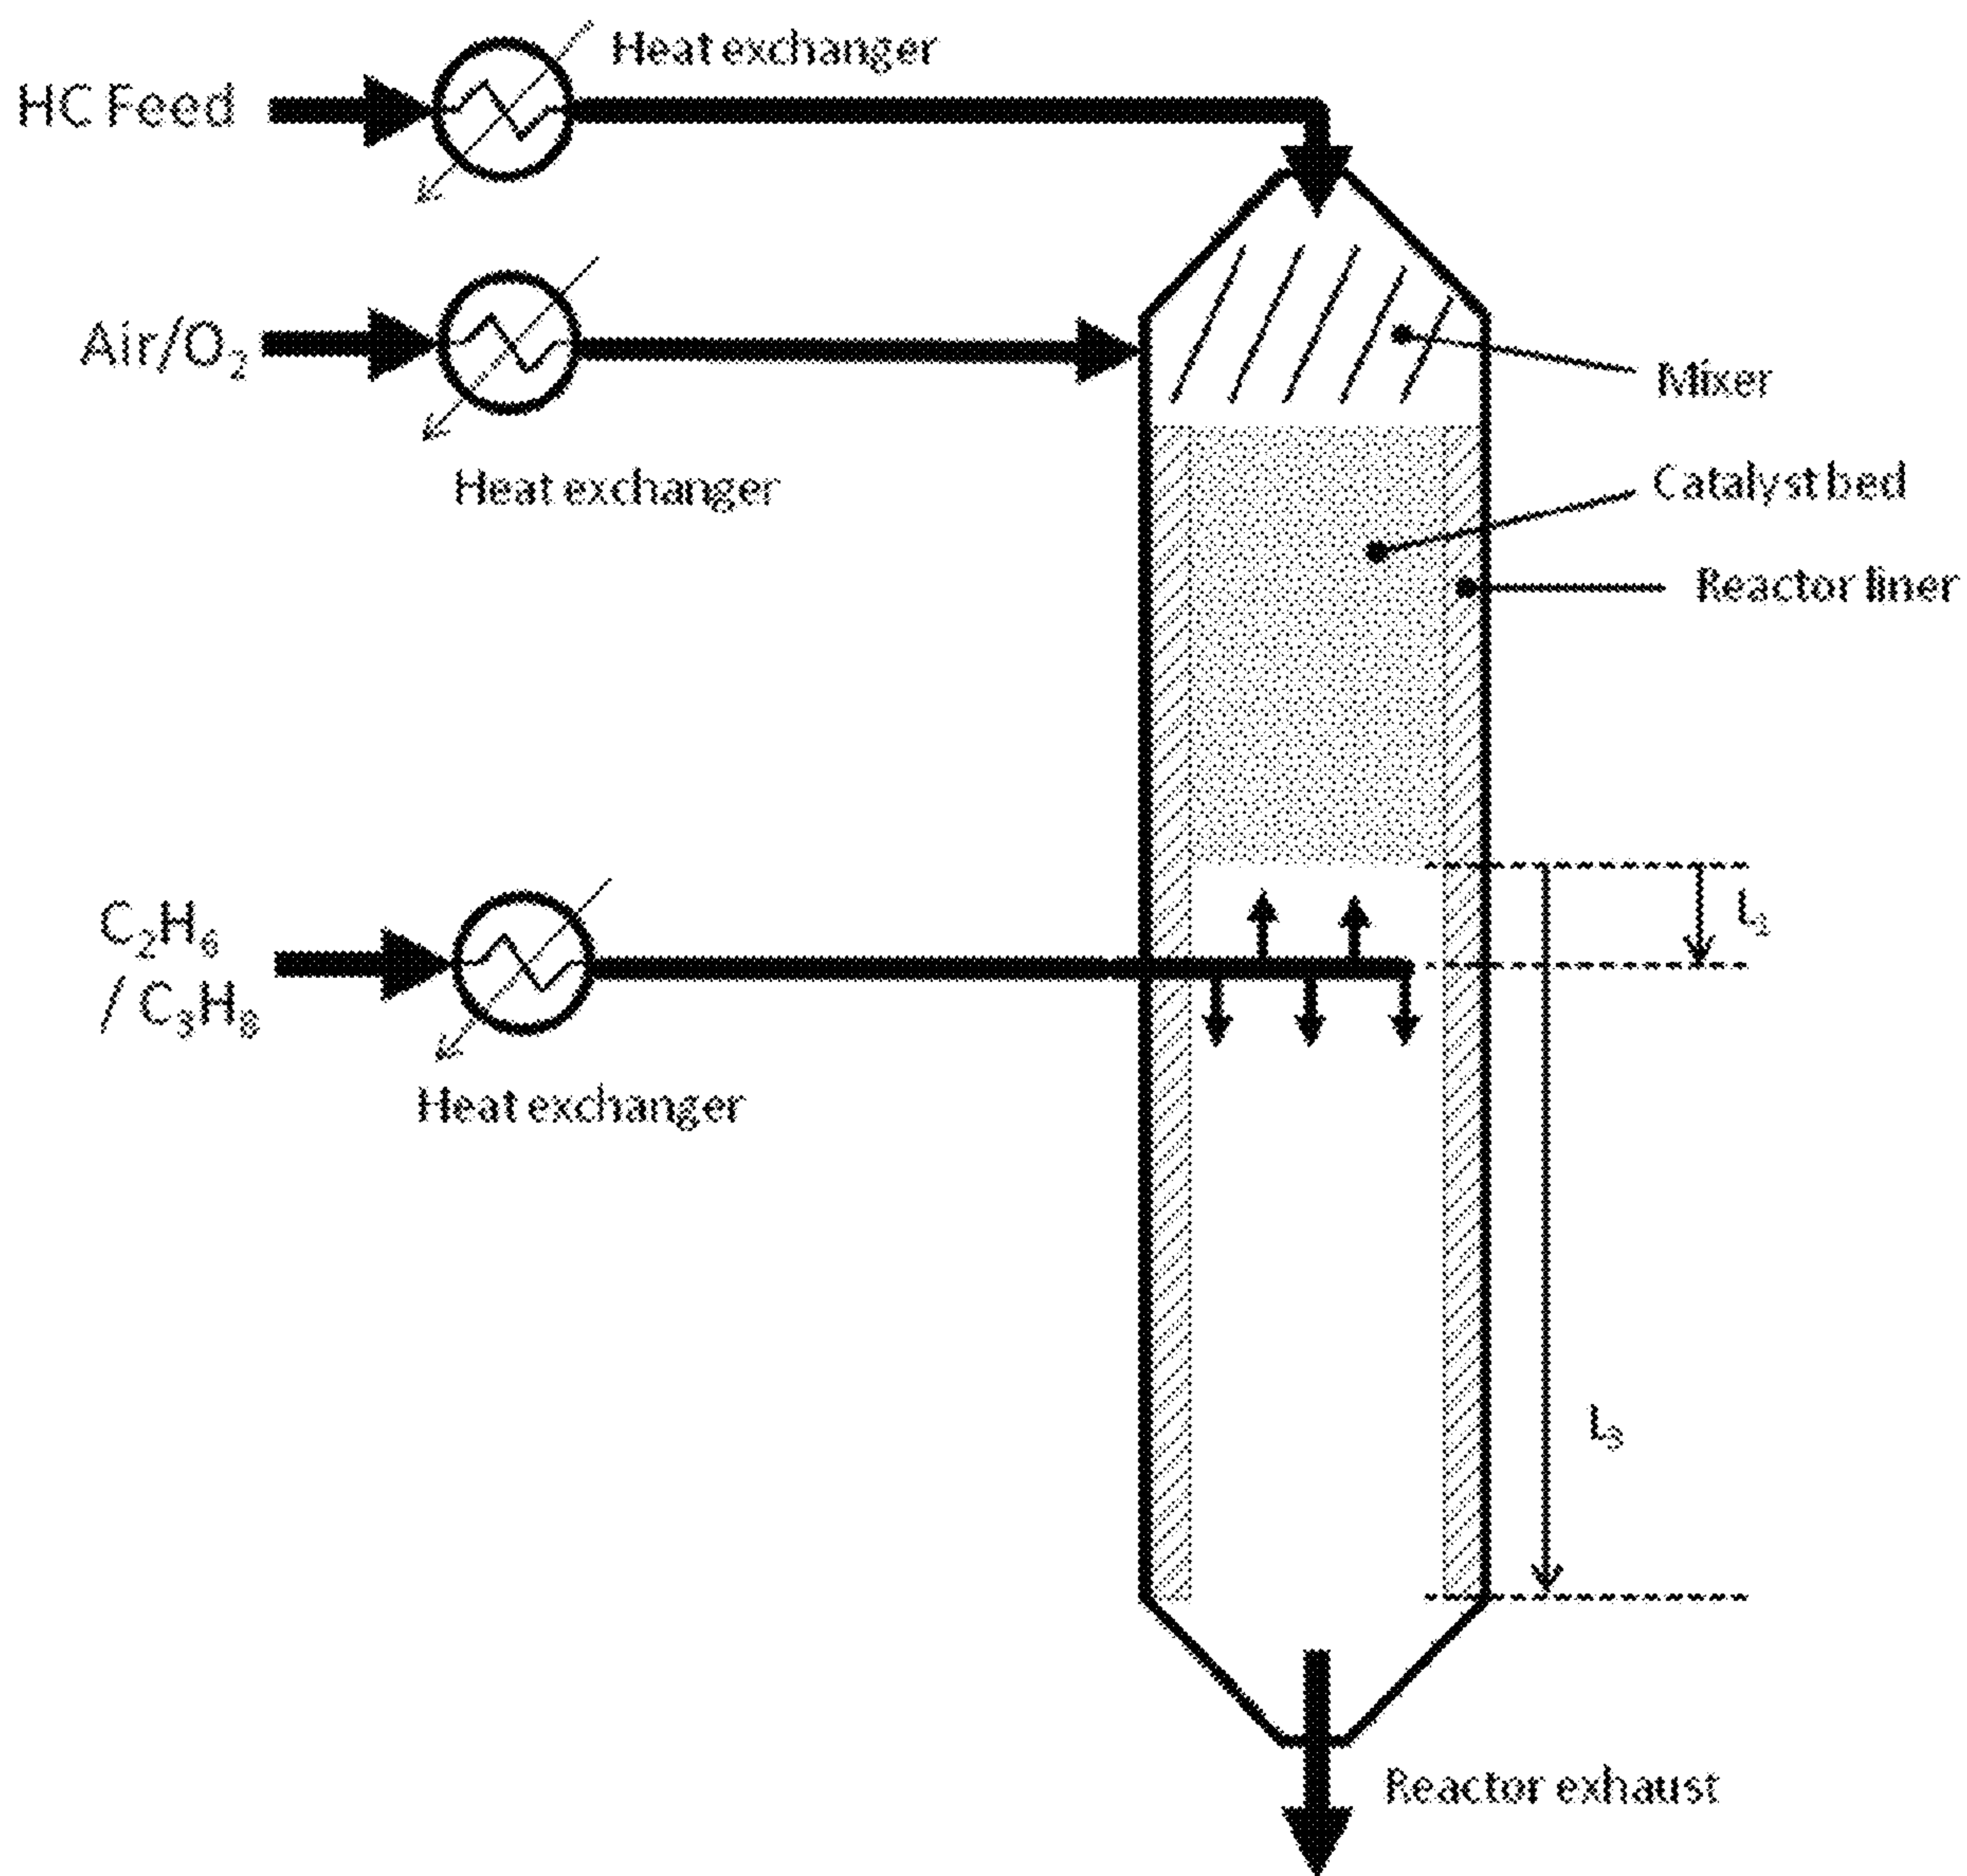 Heat exchanger
HC Feed
Air/O₂
Heat exchanger
Mixer
Catalyst bed
Reactor liner
C₂H₆
/ C₃H₈
Heat exchanger
Reactor exhaust